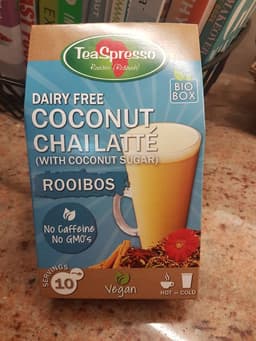 TeaSpresso
Rooibos (Redbush)
BIO
BOX
DAIRY FREE
COCONUT
CHAI LATTÉ
(WITH COCONUT SUGAR)
ROOIBOS
No Caffeine
No GMO's
SERVINGS
10
Vegan
HOT or COLD